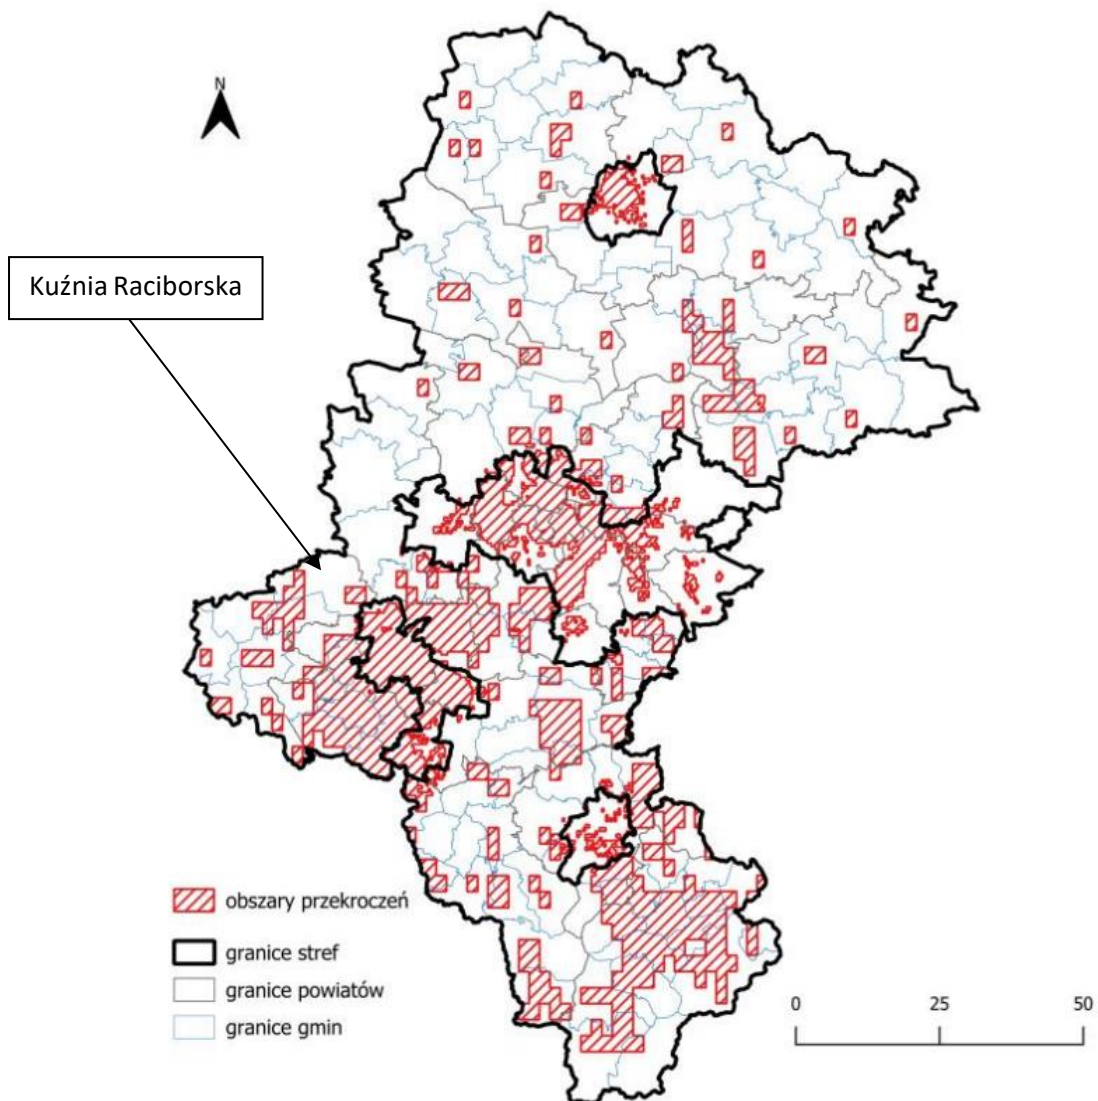 N
Kuźnia Raciborska
obszary przekroczeń
granice stref
granice powiatów
granice gmin
0 25 50